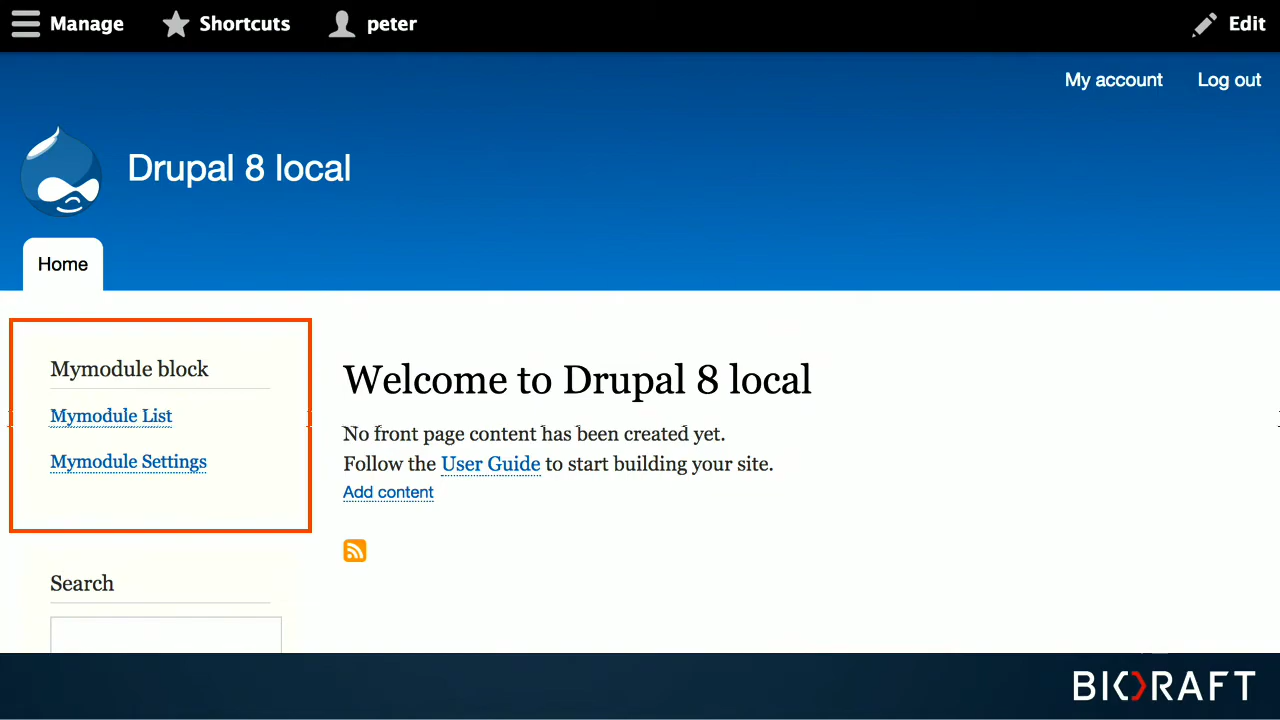 Manage Shortcuts peter Edit
My account Log out
Drupal 8 local
Home
Mymodule block
Mymodule List
Mymodule Settings
Search
Welcome to Drupal 8 local
No front page content has been created yet.
Follow the User Guide to start building your site.
Add content
BIORAFT